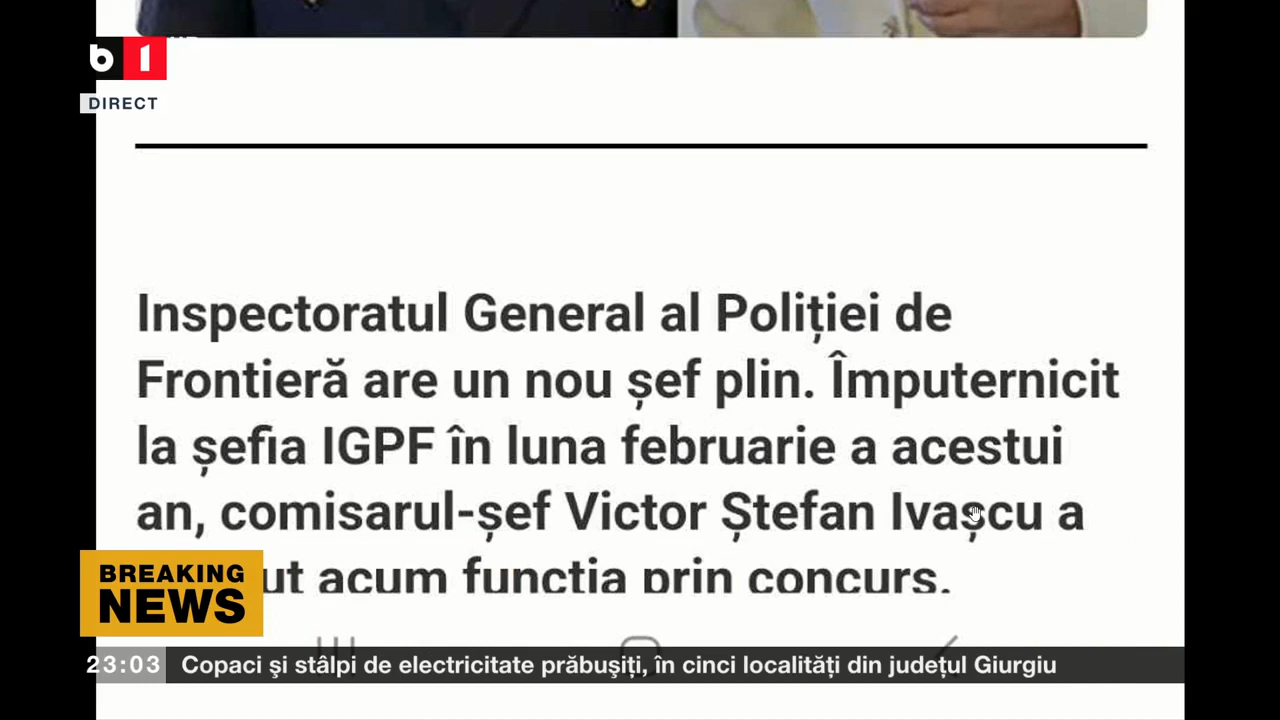 b1
DIRECT
Inspectoratul General al Poliției de
Frontieră are un nou șef plin. Împuternicit
la șefia IGPF în luna februarie a acestui
an, comisarul-șef Victor Ștefan Ivașcu a
acum funcția prin concurs.
BREAKING
NEWS
23:03 Copaci şi stâlpi de electricitate prăbuşiţi, în cinci localităţi din judeţul Giurgiu